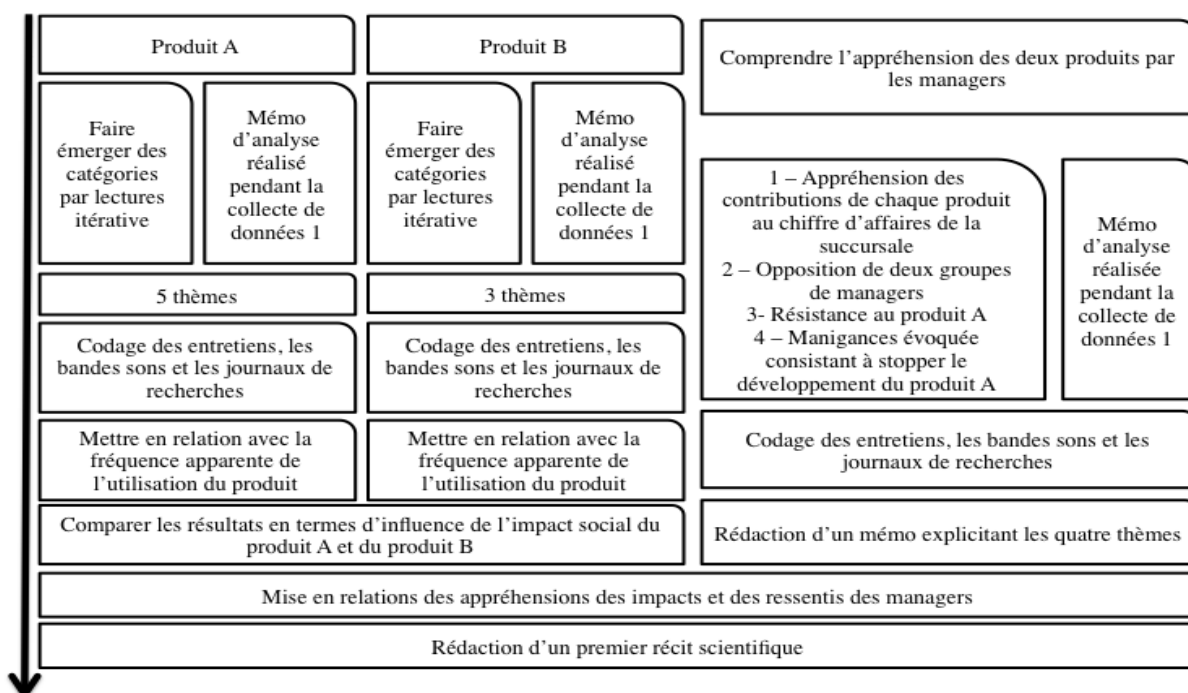 Produit A
Produit B
Comprendre l’appréhension des deux produits par
les managers
Faire
émerger des
catégories
par lectures
itérative
Mémo
d’analyse
réalisé
pendant la
collecte de
données 1
Faire
émerger des
catégories
par lectures
itérative
Mémo
d’analyse
réalisé
pendant la
collecte de
données 1
1 – Appréhension des
contributions de chaque produit
au chiffre d’affaires de la
succursale
2 – Opposition de deux groupes
de managers
3- Résistance au produit A
4 – Manigances évoquée
consistant à stopper le
développement du produit A
Mémo
d’analyse
réalisée
pendant la
collecte de
données 1
5 thèmes
3 thèmes
Codage des entretiens, les
bandes sons et les journaux de
recherches
Codage des entretiens, les
bandes sons et les journaux de
recherches
Mettre en relation avec la
fréquence apparente de
l’utilisation du produit
Mettre en relation avec la
fréquence apparente de
l’utilisation du produit
Codage des entretiens, les bandes sons et les
journaux de recherches
Comparer les résultats en termes d’influence de l’impact social du
produit A et du produit B
Rédaction d’un mémo explicitant les quatre thèmes
Mise en relations des appréhensions des impacts et des ressentis des managers
Rédaction d’un premier récit scientifique